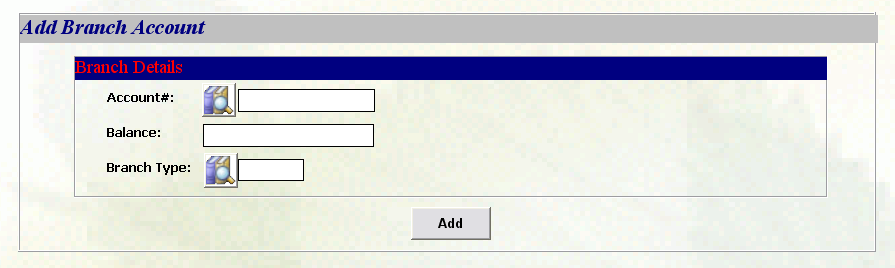 Add Branch Account
Branch Details
Account#:
Balance:
Branch Type:
Add